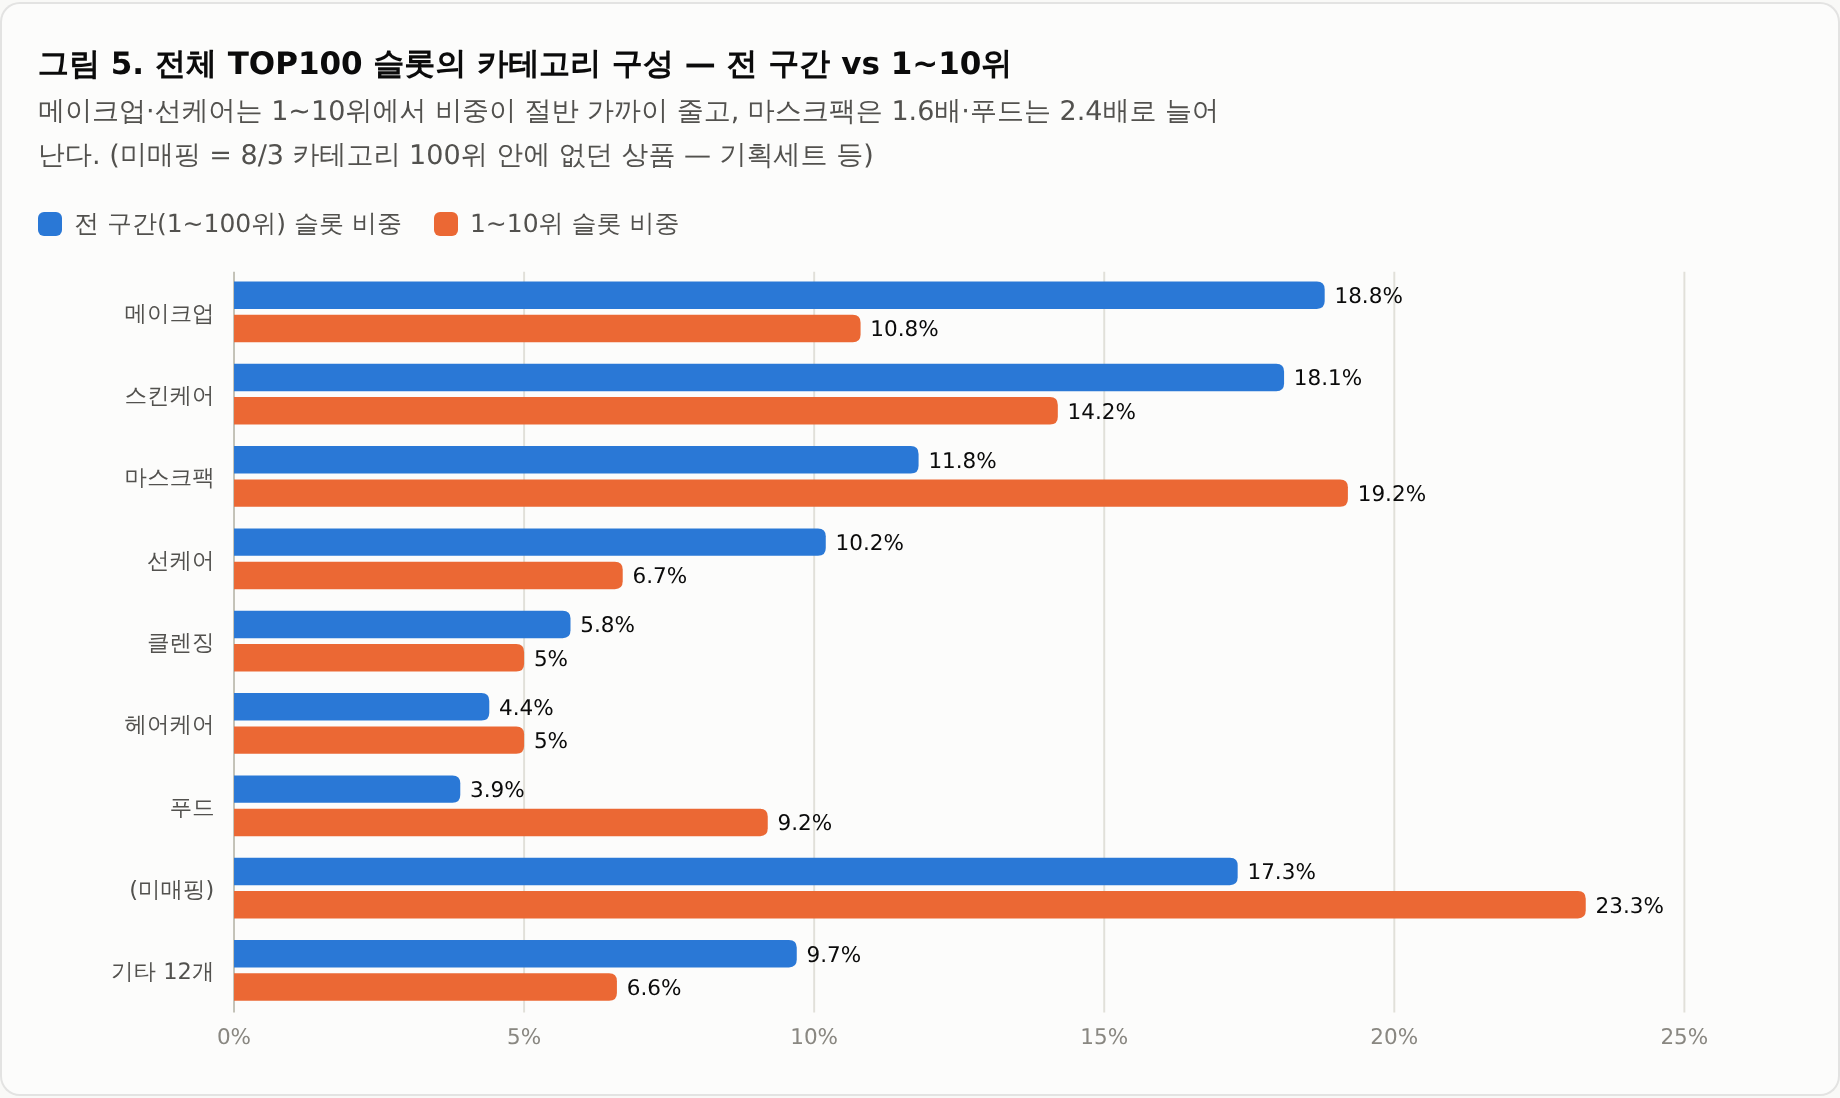 그림 5. 전체 TOP100 슬롯의 카테고리 구성 — 전 구간 vs 1~10위
메이크업·선케어는 1~10위에서 비중이 절반 가까이 줄고, 마스크팩은 1.6배·푸드는 2.4배로 늘어
난다. (미매핑 = 8/3 카테고리 100위 안에 없던 상품 — 기획세트 등)
전 구간(1~100위) 슬롯 비중
1~10위 슬롯 비중
메이크업
18.8%
10.8%
스킨케어
18.1%
14.2%
마스크팩
11.8%
19.2%
선케어
10.2%
6.7%
클렌징
5.8%
5%
헤어케어
4.4%
5%
푸드
3.9%
9.2%
(미매핑)
17.3%
23.3%
기타 12개
9.7%
6.6%
0%
5%
10%
15%
20%
25%